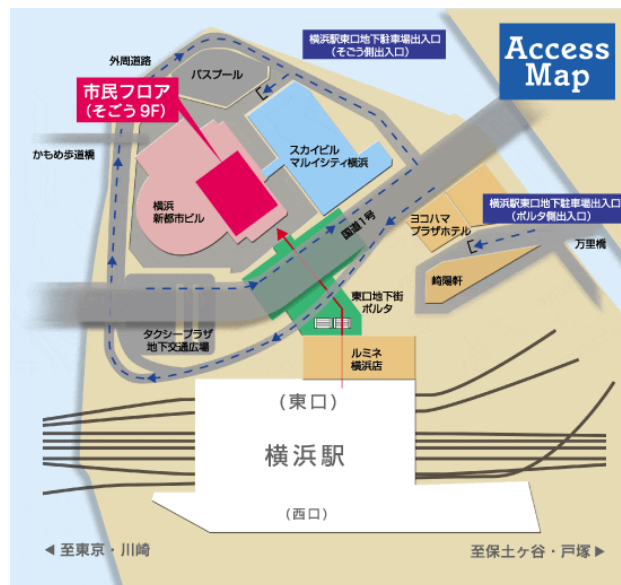 横浜駅東口地下駐車場出入口
(そごう側出入口)
Access
Map
外周道路
バスプール
市民フロア
(そごう9F)
スカイビル
マルイシティ横浜
かもめ歩道橋
横浜
新都市ビル
国道1号
ヨコハマ
プラザホテル
横浜駅東口地下駐車場出入口
(ポルタ側出入口)
万里橋
崎陽軒
東口地下街
ポルタ
タクシープラザ
地下交通広場
ルミネ
横浜店
(東口)
横浜駅
(西口)
◀至東京・川崎
至保土ヶ谷・戸塚▶